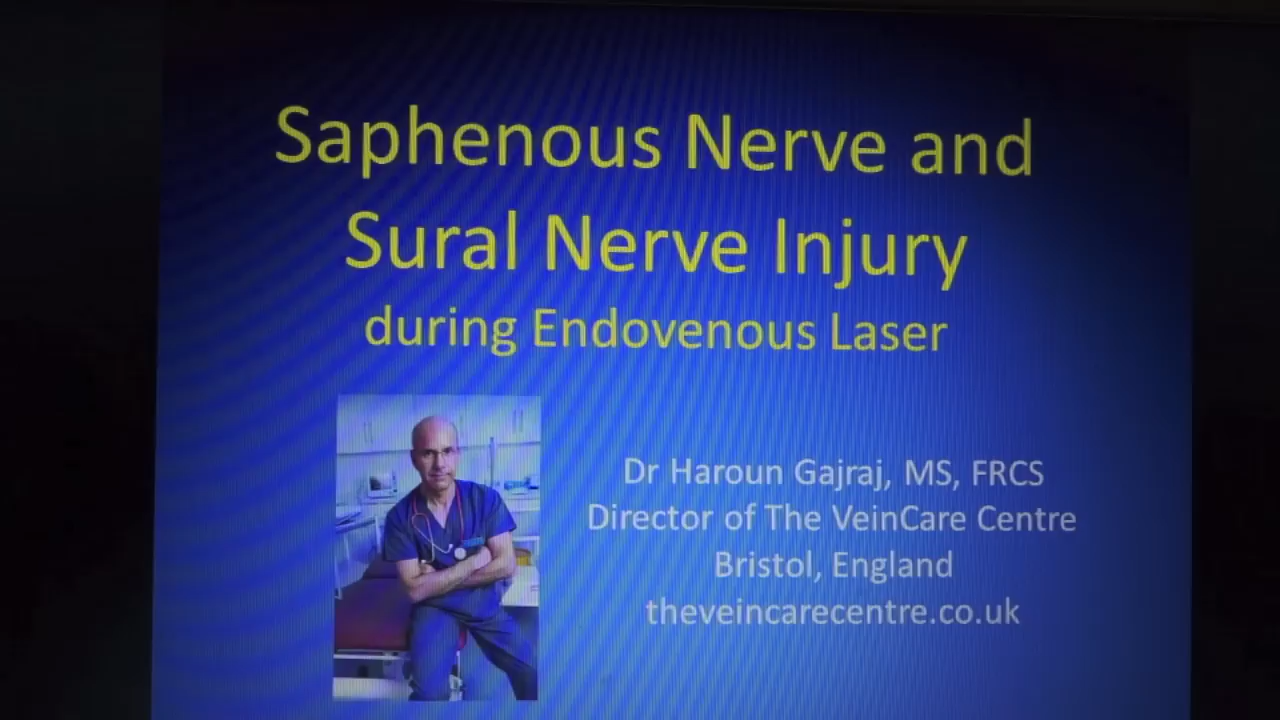 Saphenous Nerve and
Sural Nerve Injury
during Endovenous Laser
Dr Haroun Gajraj, MS, FRCS
Director of The VeinCare Centre
Bristol, England
theveincarecentre.co.uk